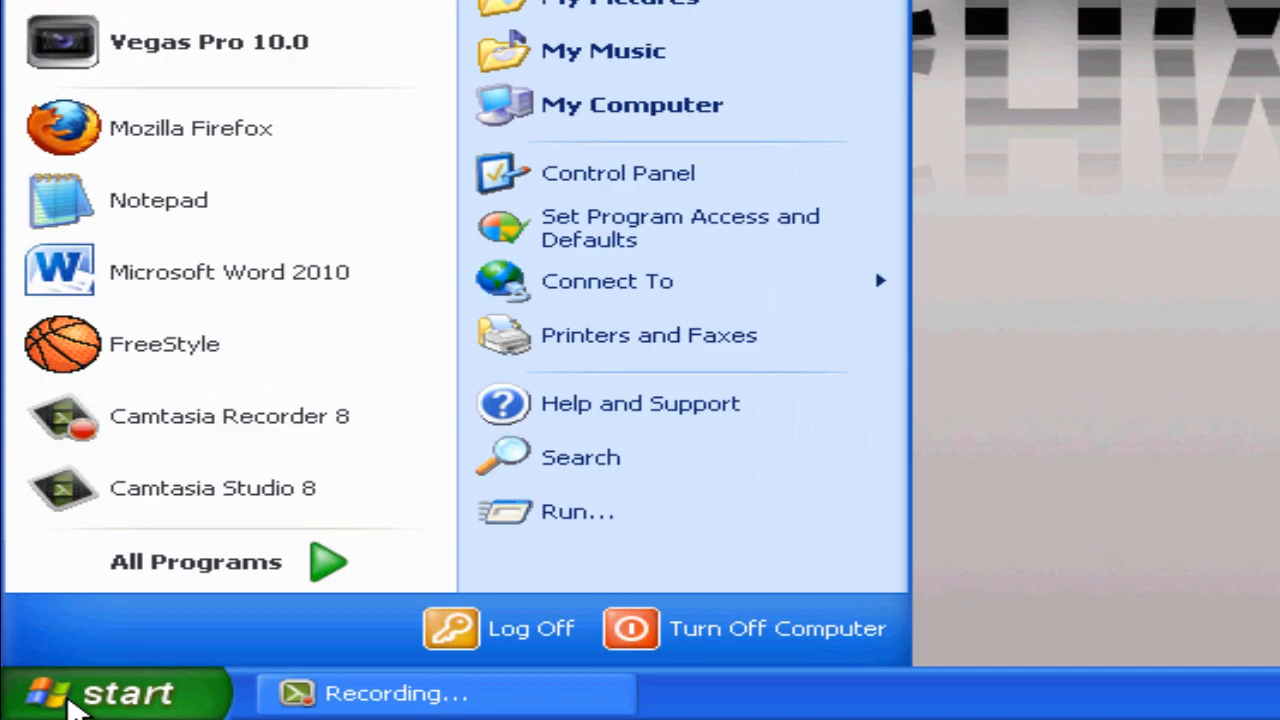 Vegas Pro 10.0
Mozilla Firefox
Notepad
Microsoft Word 2010
FreeStyle
Camtasia Recorder 8
Camtasia Studio 8
All Programs
My Pictures
My Music
My Computer
Control Panel
Set Program Access and
Defaults
Connect To
Printers and Faxes
Help and Support
Search
Run...
Log Off
Turn Off Computer
start
Recording...